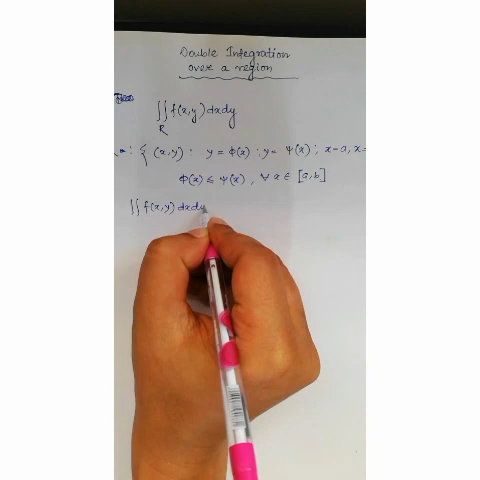 Double Integration
over a region
∬ f(x,y) dxdy
R
: { (x,y) : y = φ(x) ; y = ψ(x) ; x=a, x=
φ(x) ≤ ψ(x) , ∀ x ∈ [a,b]
∬ f(x,y) dxdy